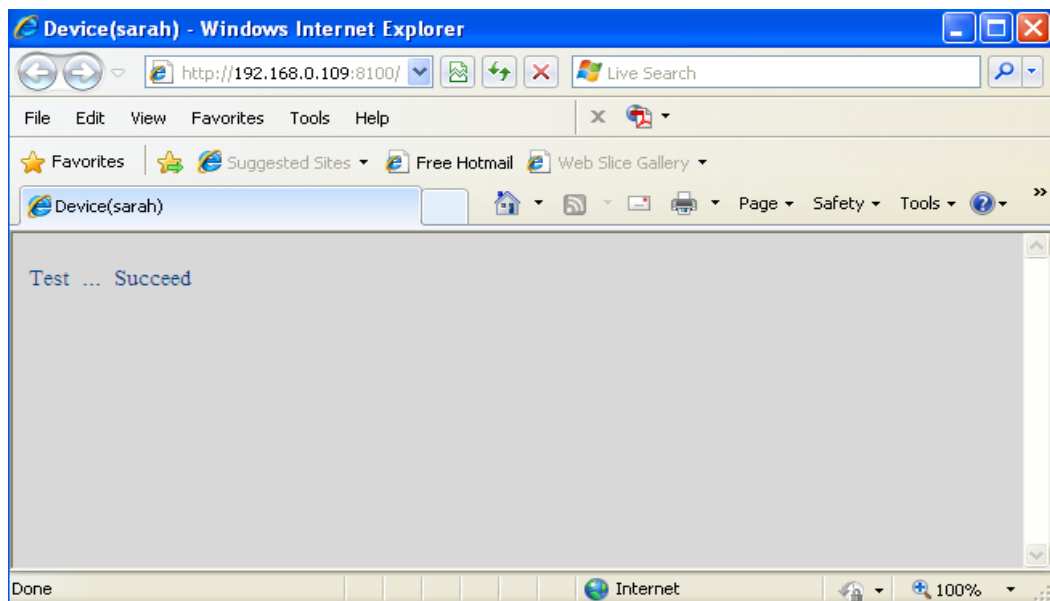 Device(sarah) - Windows Internet Explorer
http://192.168.0.109:8100/ Live Search
File Edit View Favorites Tools Help
Favorites Suggested Sites Free Hotmail Web Slice Gallery
Device(sarah) Page Safety Tools »
Test ... Succeed
Done Internet 100%